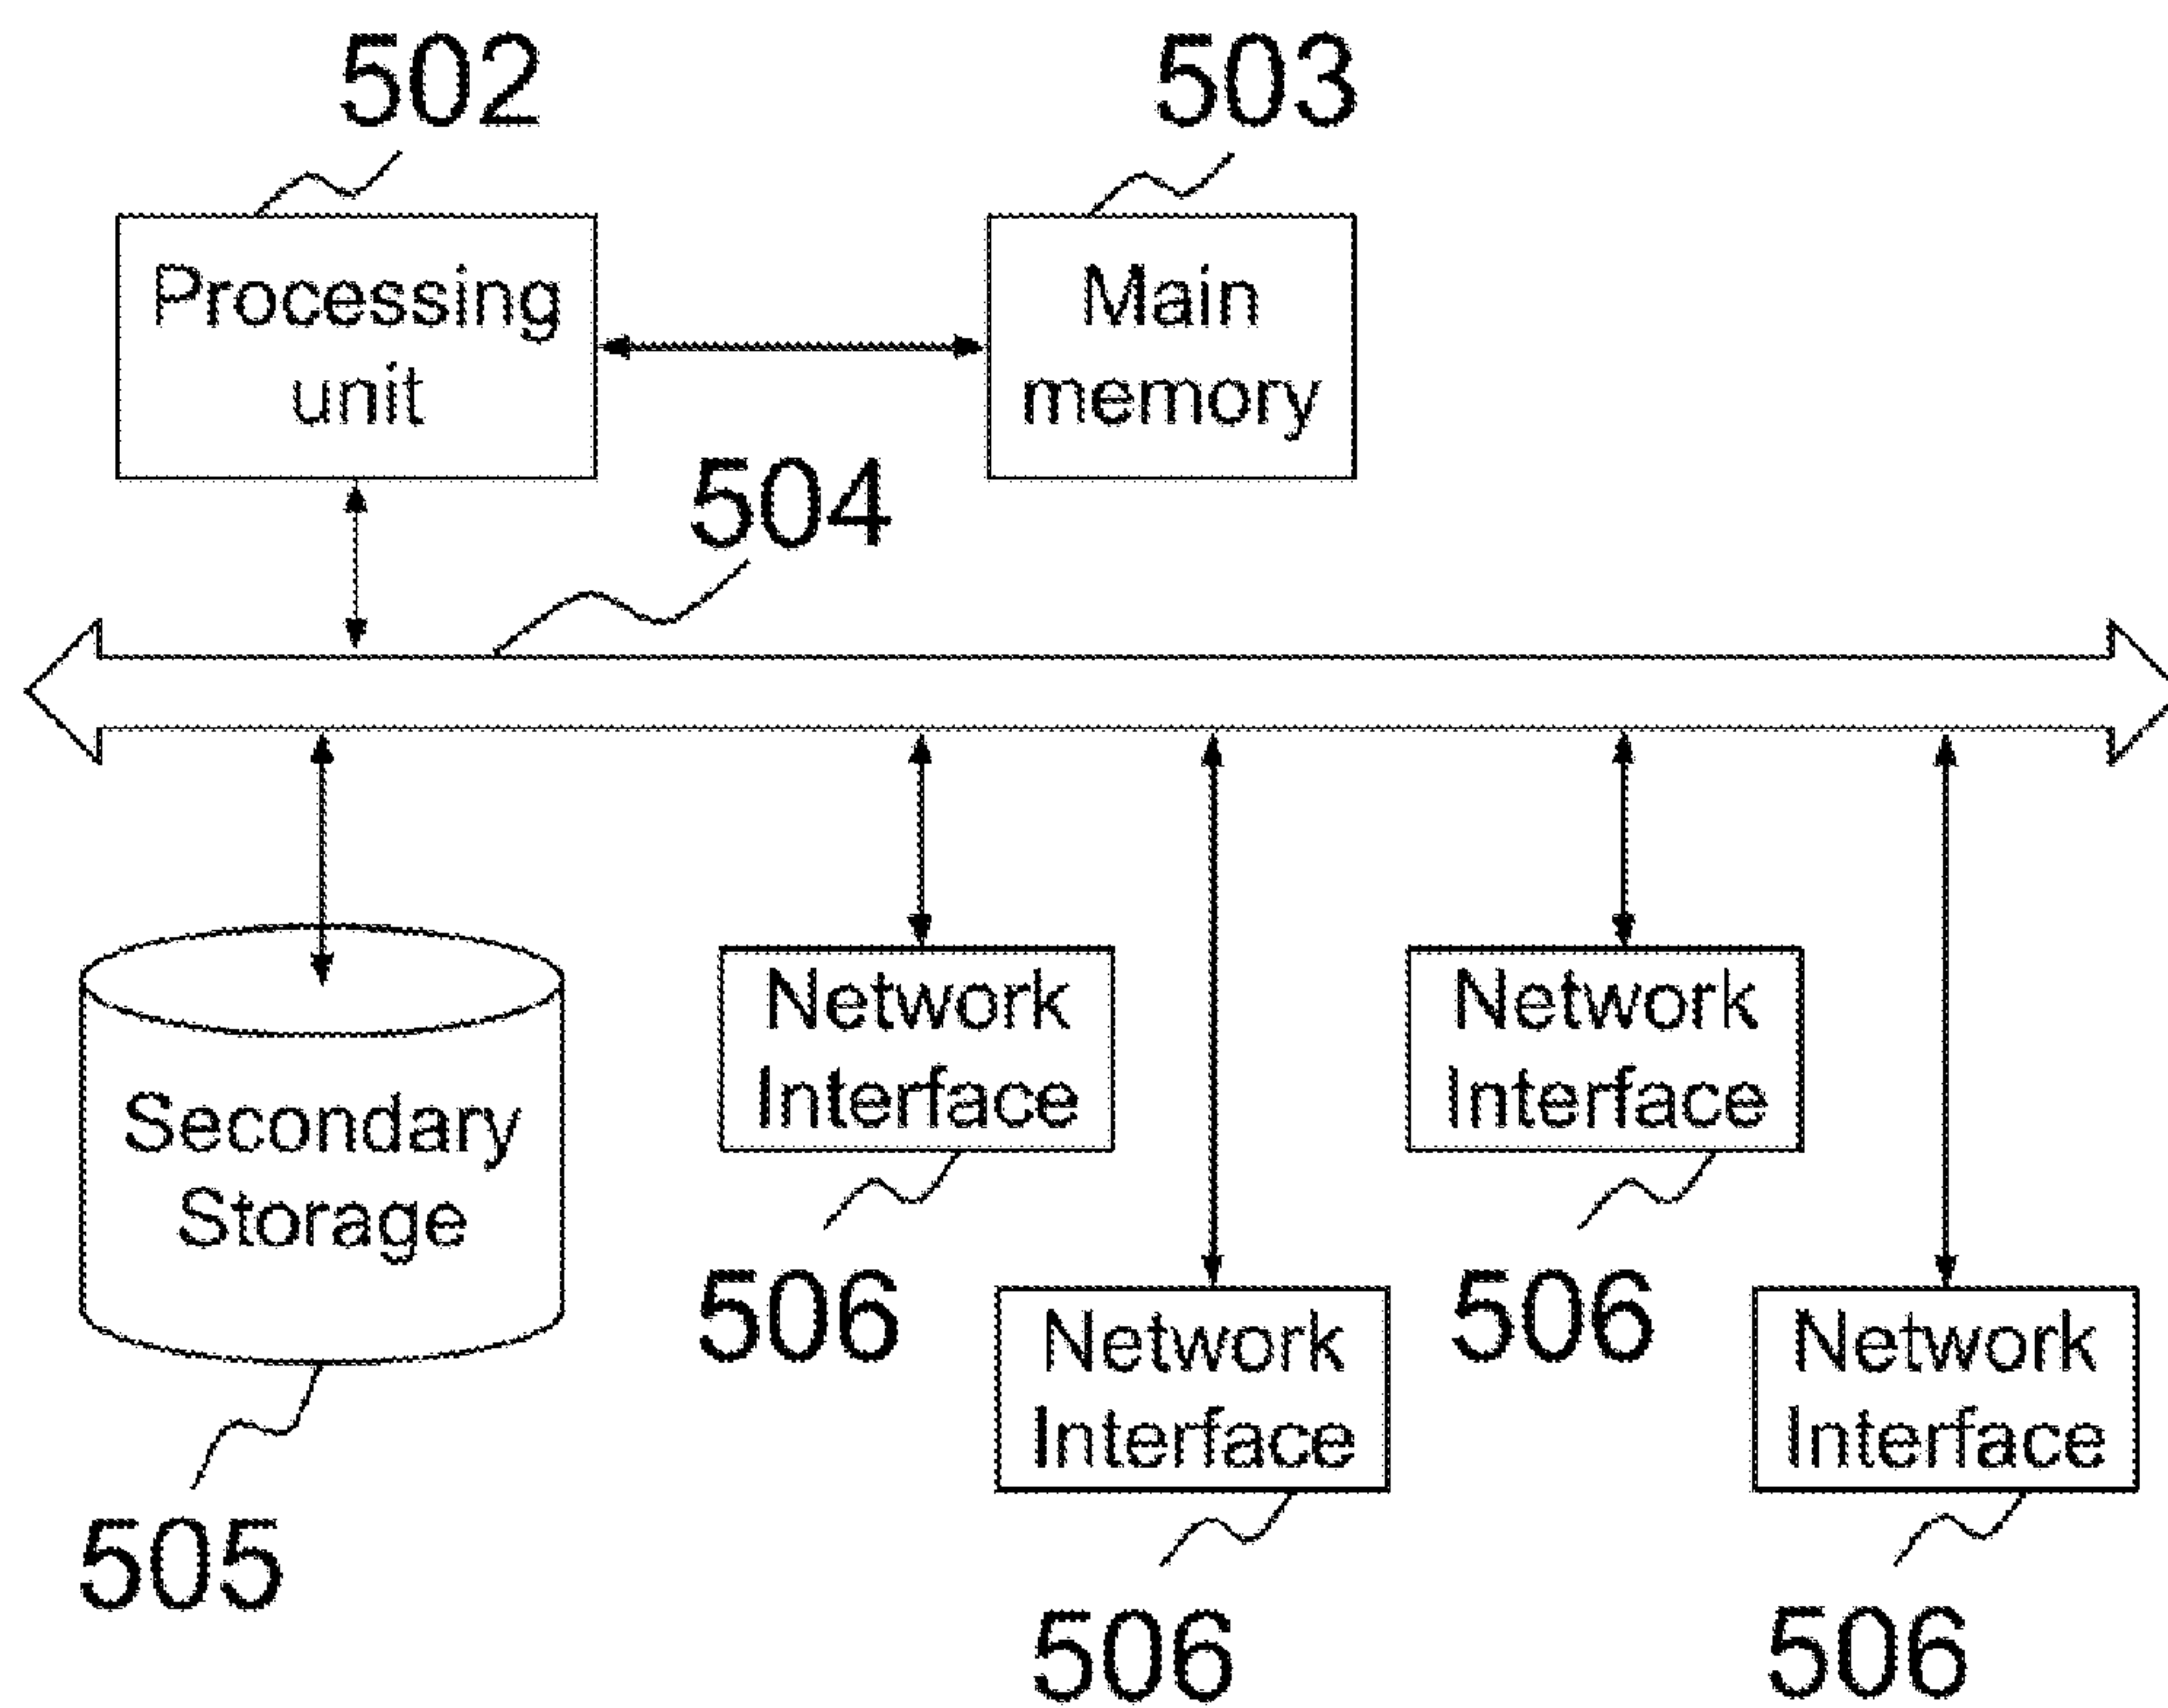 502
503
Processing
unit
Main
memory
504
Network
Interface
Network
Interface
Secondary
Storage
506
506
Network
Interface
Network
Interface
505
506
506